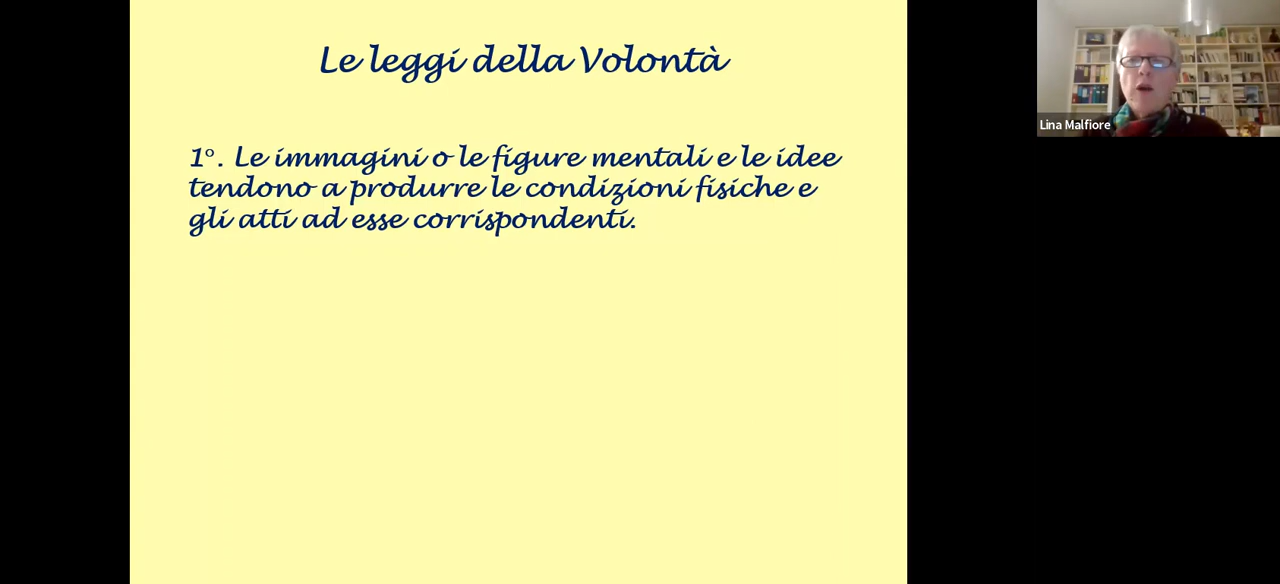 Le leggi della Volontà
1°. Le immagini o le figure mentali e le idee
tendono a produrre le condizioni fisiche e
gli atti ad esse corrispondenti.
Lina Malfiore